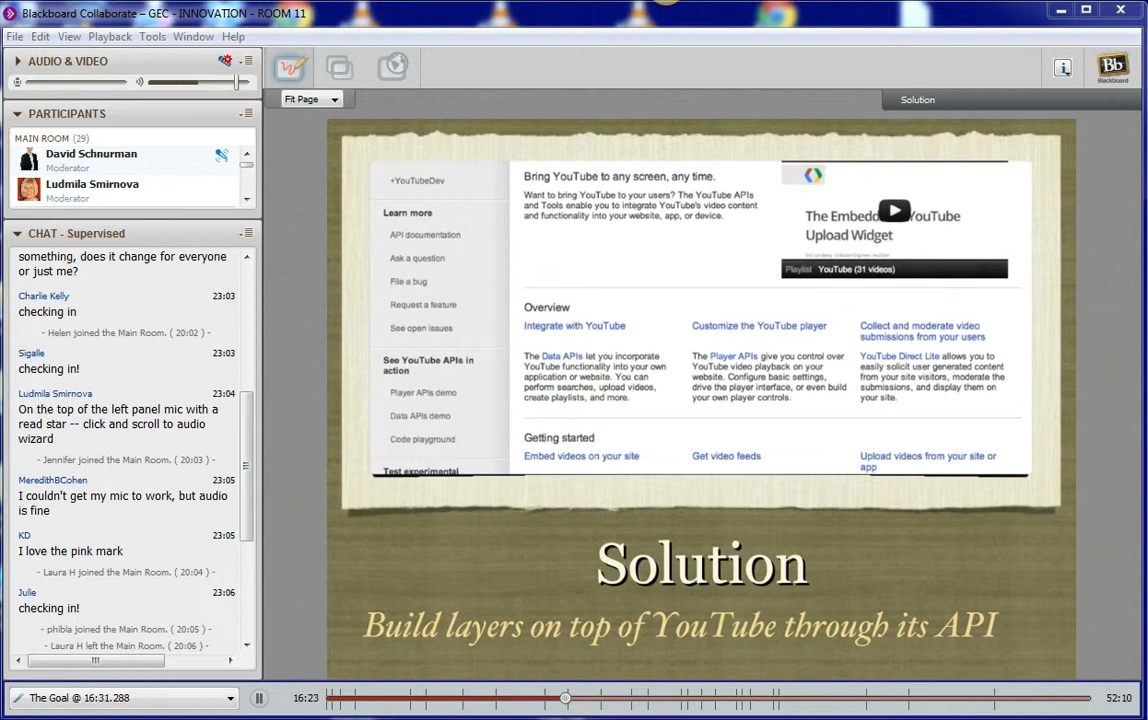 Blackboard Collaborate – GEC - INNOVATION - ROOM 11
File Edit View Playback Tools Window Help
AUDIO & VIDEO
PARTICIPANTS
MAIN ROOM (29)
David Schnurman
Moderator
Ludmila Smirnova
Moderator
CHAT - Supervised
something, does it change for everyone
or just me?
Charlie Kelly 23:03
checking in
- Helen joined the Main Room. ( 20:02 ) -
Sigalle 23:03
checking in!
Ludmila Smirnova 23:04
On the top of the left panel mic with a
read star -- click and scroll to audio
wizard
- Jennifer joined the Main Room. ( 20:03 ) -
MeredithBCohen 23:05
I couldn't get my mic to work, but audio
is fine
KD 23:05
I love the pink mark
- Laura H joined the Main Room. ( 20:04 ) -
Julie 23:06
checking in!
- phibla joined the Main Room. ( 20:05 ) -
- Laura H left the Main Room. ( 20:06 ) -
The Goal @ 16:31.288
16:23
52:10
Fit Page
Solution
Bb
Blackboard
+YouTubeDev
Learn more
API documentation
Ask a question
File a bug
Request a feature
See open issues
See YouTube APIs in
action
Player APIs demo
Data APIs demo
Code playground
Test experimental
Bring YouTube to any screen, any time.
Want to bring YouTube to your users? The YouTube APIs
and Tools enable you to integrate YouTube's video content
and functionality into your website, app, or device.
The Embedd YouTube
Upload Widget
Playlist YouTube (31 videos)
Overview
Integrate with YouTube
The Data APIs let you incorporate
YouTube functionality into your own
application or website. You can
perform searches, upload videos,
create playlists, and more.
Customize the YouTube player
The Player APIs give you control over
YouTube video playback on your
website. Configure basic settings,
drive the player interface, or even build
your own player controls.
Collect and moderate video
submissions from your users
YouTube Direct Lite allows you to
easily solicit user generated content
from your site visitors, moderate the
submissions, and display them on
your site.
Getting started
Embed videos on your site
Get video feeds
Upload videos from your site or
app
Solution
Build layers on top of YouTube through its API